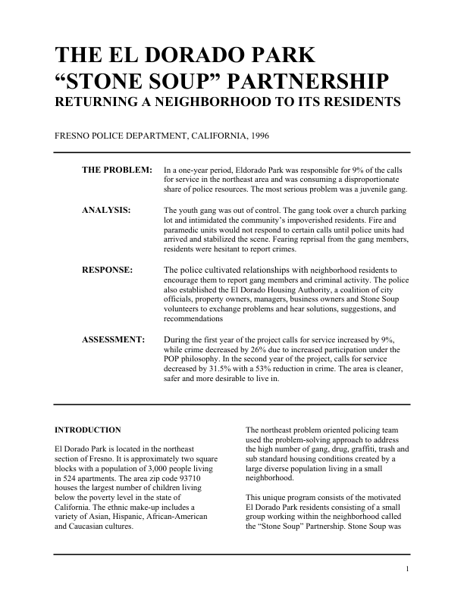 THE EL DORADO PARK
“STONE SOUP” PARTNERSHIP
RETURNING A NEIGHBORHOOD TO ITS RESIDENTS
FRESNO POLICE DEPARTMENT, CALIFORNIA, 1996
THE PROBLEM: In a one-year period, Eldorado Park was responsible for 9% of the calls
for service in the northeast area and was consuming a disproportionate
share of police resources. The most serious problem was a juvenile gang.
ANALYSIS: The youth gang was out of control. The gang took over a church parking
lot and intimidated the community’s impoverished residents. Fire and
paramedic units would not respond to certain calls until police units had
arrived and stabilized the scene. Fearing reprisal from the gang members,
residents were hesitant to report crimes.
RESPONSE: The police cultivated relationships with neighborhood residents to
encourage them to report gang members and criminal activity. The police
also established the El Dorado Housing Authority, a coalition of city
officials, property owners, managers, business owners and Stone Soup
volunteers to exchange problems and hear solutions, suggestions, and
recommendations
ASSESSMENT: During the first year of the project calls for service increased by 9%,
while crime decreased by 26% due to increased participation under the
POP philosophy. In the second year of the project, calls for service
decreased by 31.5% with a 53% reduction in crime. The area is cleaner,
safer and more desirable to live in.
INTRODUCTION
El Dorado Park is located in the northeast
section of Fresno. It is approximately two square
blocks with a population of 3,000 people living
in 524 apartments. The area zip code 93710
houses the largest number of children living
below the poverty level in the state of
California. The ethnic make-up includes a
variety of Asian, Hispanic, African-American
and Caucasian cultures.
The northeast problem oriented policing team
used the problem-solving approach to address
the high number of gang, drug, graffiti, trash and
sub standard housing conditions created by a
large diverse population living in a small
neighborhood.
This unique program consists of the motivated
El Dorado Park residents consisting of a small
group working within the neighborhood called
the “Stone Soup” Partnership. Stone Soup was
1